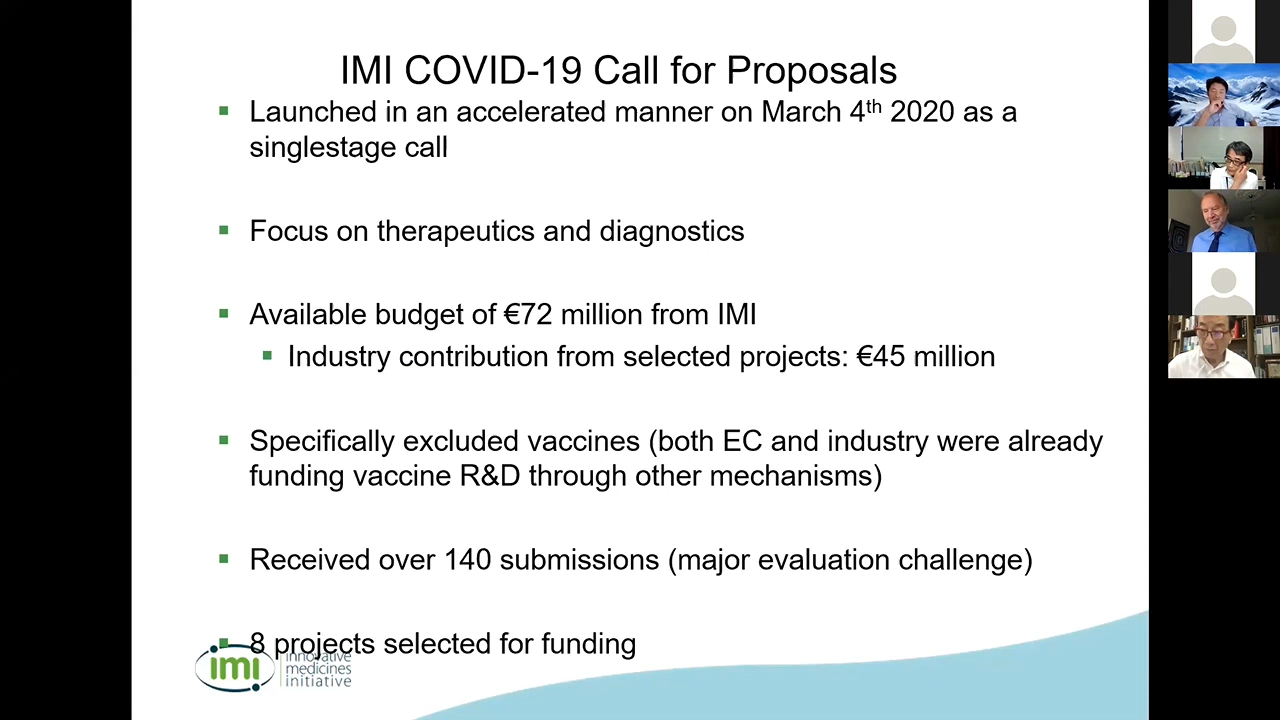 IMI COVID-19 Call for Proposals
▪ Launched in an accelerated manner on March 4th 2020 as a
singlestage call
▪ Focus on therapeutics and diagnostics
▪ Available budget of €72 million from IMI
▪ Industry contribution from selected projects: €45 million
▪ Specifically excluded vaccines (both EC and industry were already
funding vaccine R&D through other mechanisms)
▪ Received over 140 submissions (major evaluation challenge)
▪ 8 projects selected for funding
imi
innovative
medicines
initiative